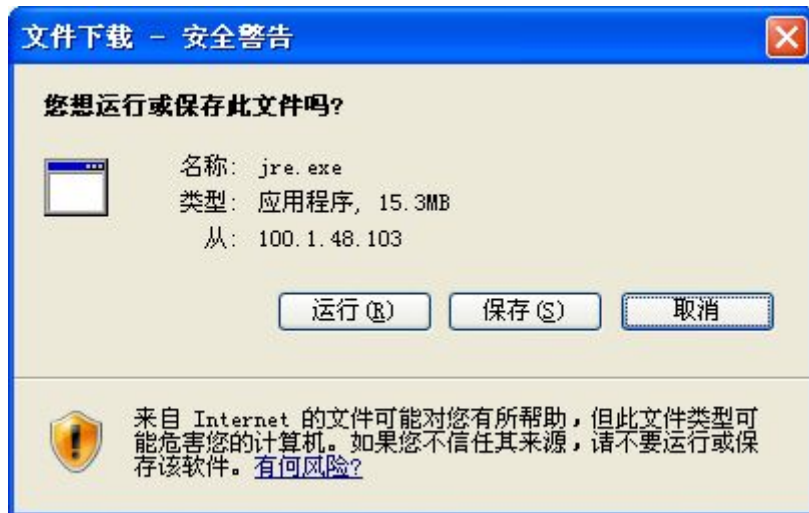 文件下载 - 安全警告
您想运行或保存此文件吗?
名称: jre.exe
类型: 应用程序, 15.3MB
从: 100.1.48.103
运行(R) 保存(S) 取消
来自 Internet 的文件可能对您有所帮助，但此文件类型可
能危害您的计算机。如果您不信任其来源，请不要运行或保
存该软件。有何风险?